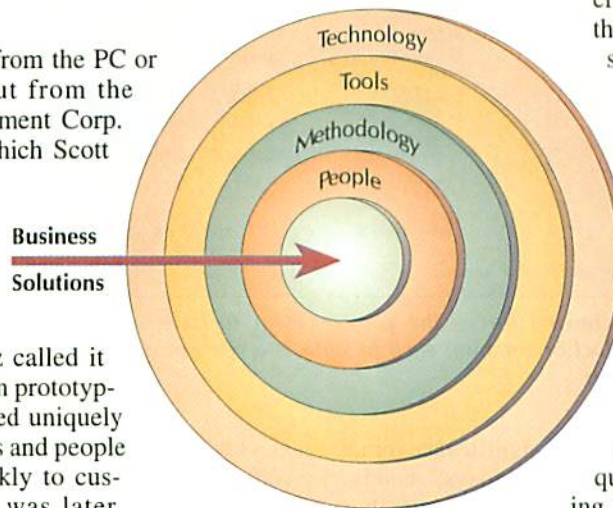 from the PC or
ut from the
ment Corp.
hich Scott
z called it
n prototyp-
ed uniquely
s and people
kly to cus-
was later
Technology
Tools
Methodology
People
Business
Solutions
th
s
qu
ing